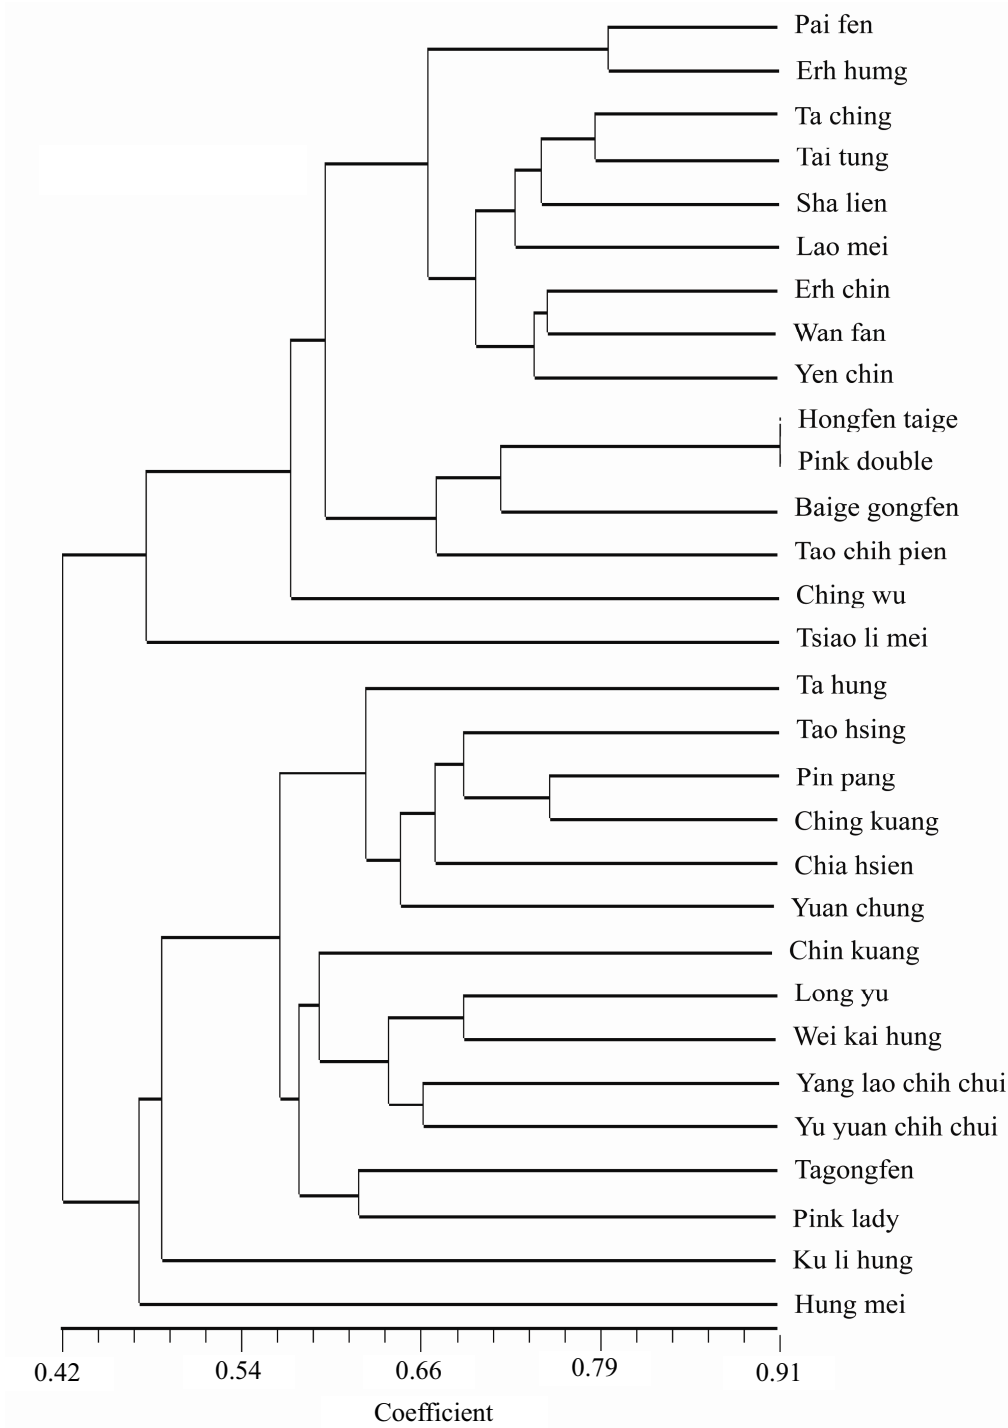 Pai fen
Erh humg
Ta ching
Tai tung
Sha lien
Lao mei
Erh chin
Wan fan
Yen chin
Hongfen taige
Pink double
Baige gongfen
Tao chih pien
Ching wu
Tsiao li mei
Ta hung
Tao hsing
Pin pang
Ching kuang
Chia hsien
Yuan chung
Chin kuang
Long yu
Wei kai hung
Yang lao chih chui
Yu yuan chih chui
Tagongfen
Pink lady
Ku li hung
Hung mei
0.42 0.54 0.66 0.79 0.91
Coefficient